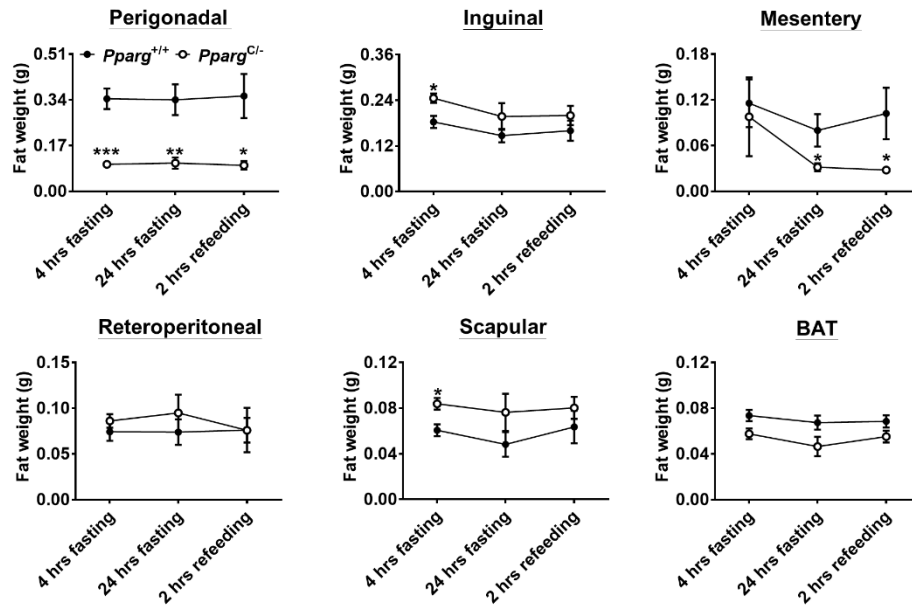 Perigonadal
Fat weight (g)
0.51
0.34
0.17
0.00
Pparg+/+ PpargC/-
*** ** *
4 hrs fasting
24 hrs fasting
2 hrs refeeding
Inguinal
Fat weight (g)
0.36
0.24
0.12
0.00
*
4 hrs fasting
24 hrs fasting
2 hrs refeeding
Mesentery
Fat weight (g)
0.18
0.12
0.06
0.00
* *
4 hrs fasting
24 hrs fasting
2 hrs refeeding
Reteroperitoneal
Fat weight (g)
0.15
0.10
0.05
0.00
4 hrs fasting
24 hrs fasting
2 hrs refeeding
Scapular
Fat weight (g)
0.12
0.08
0.04
0.00
*
4 hrs fasting
24 hrs fasting
2 hrs refeeding
BAT
Fat weight (g)
0.12
0.08
0.04
0.00
4 hrs fasting
24 hrs fasting
2 hrs refeeding